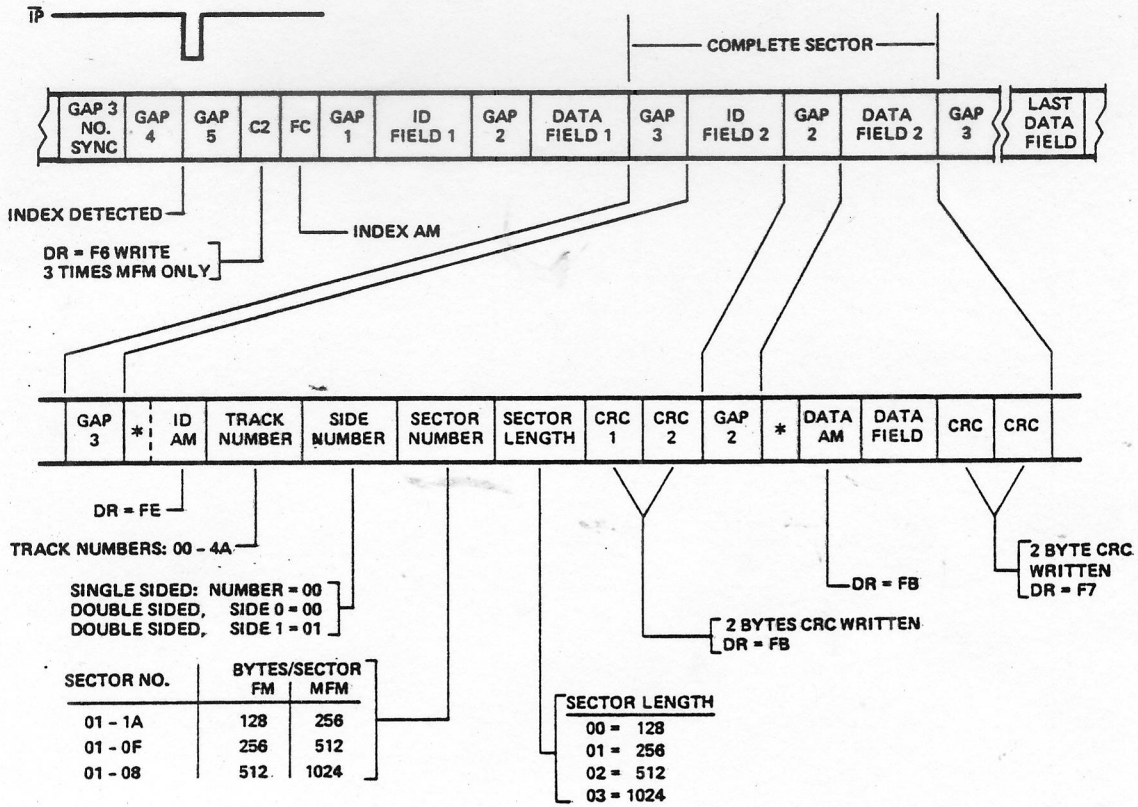 IP
COMPLETE SECTOR
GAP 3 NO. SYNC
GAP 4
GAP 5
C2
FC
GAP 1
ID FIELD 1
GAP 2
DATA FIELD 1
GAP 3
ID FIELD 2
GAP 2
DATA FIELD 2
GAP 3
LAST DATA FIELD
INDEX DETECTED
INDEX AM
DR = F6 WRITE
3 TIMES MFM ONLY
GAP 3
*
ID AM
TRACK NUMBER
SIDE NUMBER
SECTOR NUMBER
SECTOR LENGTH
CRC 1
CRC 2
GAP 2
*
DATA AM
DATA FIELD
CRC
CRC
DR = FE
TRACK NUMBERS: 00 - 4A
SINGLE SIDED: NUMBER = 00
DOUBLE SIDED, SIDE 0 = 00
DOUBLE SIDED, SIDE 1 = 01
DR = FB
2 BYTE CRC
WRITTEN
DR = F7
2 BYTES CRC WRITTEN
DR = FB
SECTOR NO. BYTES/SECTOR
FM MFM
01 - 1A 128 256
01 - 0F 256 512
01 - 08 512 1024
SECTOR LENGTH
00 = 128
01 = 256
02 = 512
03 = 1024